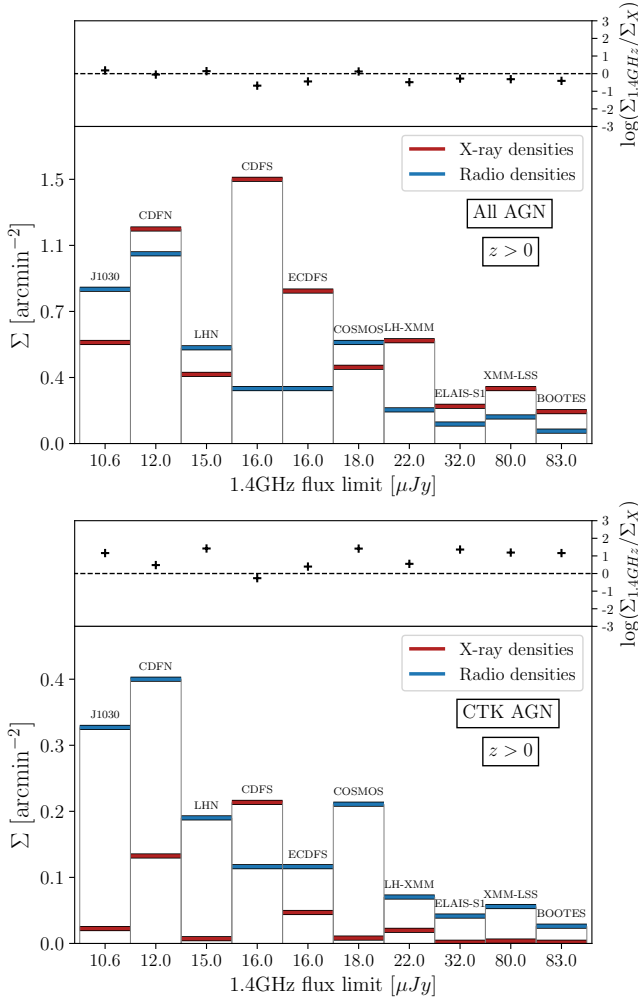 3
2
1
0
-1
-2
-3
log(Σ1.4GHz/ΣX)
X-ray densities
Radio densities
All AGN
z > 0
1.5
1.1
0.7
0.4
0.0
Σ [arcmin−2]
J1030
CDFN
LHN
CDFS
ECDFS
COSMOS
LH-XMM
ELAIS-S1
XMM-LSS
BOOTES
10.6 12.0 15.0 16.0 16.0 18.0 22.0 32.0 80.0 83.0
1.4GHz flux limit [μJy]
3
2
1
0
-1
-2
-3
log(Σ1.4GHz/ΣX)
X-ray densities
Radio densities
CTK AGN
z > 0
0.4
0.3
0.2
0.1
0.0
Σ [arcmin−2]
J1030
CDFN
LHN
CDFS
ECDFS
COSMOS
LH-XMM
ELAIS-S1
XMM-LSS
BOOTES
10.6 12.0 15.0 16.0 16.0 18.0 22.0 32.0 80.0 83.0
1.4GHz flux limit [μJy]